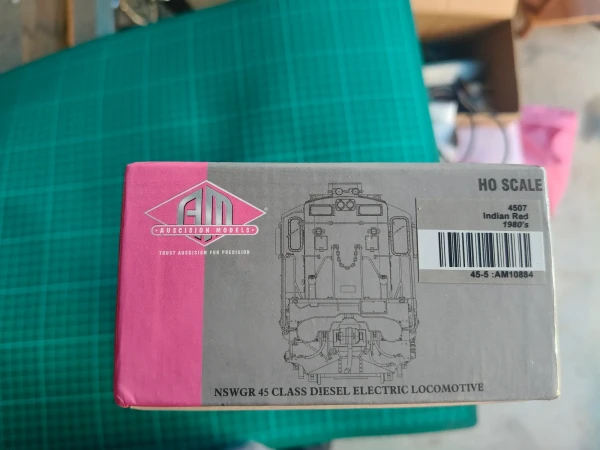 HO SCALE
4507
Indian Red
1980's
45-5 :AM10884
AM
AUSCISION MODELS
TRUST AUSCISION FOR PRECISION
NSWGR 45 CLASS DIESEL ELECTRIC LOCOMOTIVE